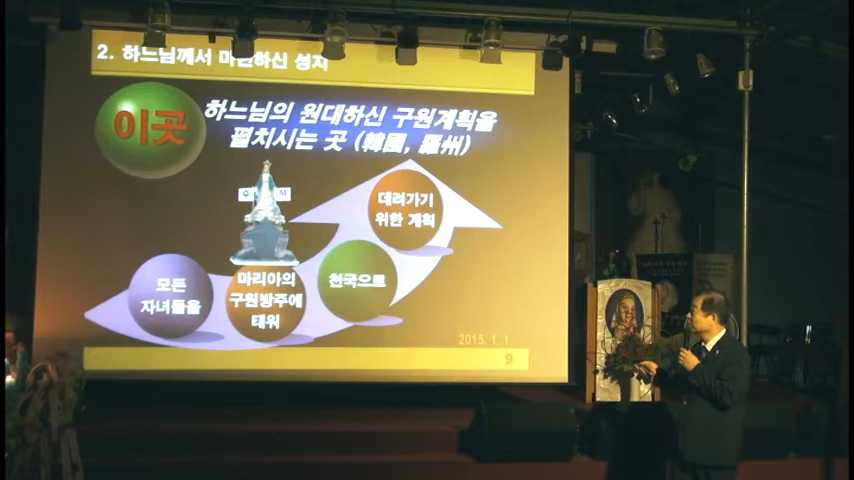 2. 하느님께서 마련하신 성지
이곳
하느님의 원대하신 구원계획을
펼치시는 곳 (韓國, 羅州)
M
데려가기
위한 계획
천국으로
마리아의
구원방주에
태워
모든
자녀들을
2015. 1. 1.
9